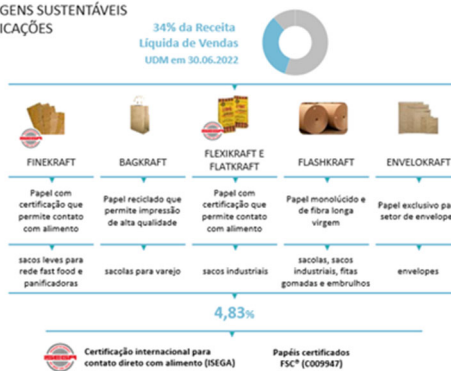 GENS SUSTENTÁVEIS
ICAÇÕES
34% da Receita
Líquida de Vendas
UDM em 30.06.2022
FINEKRAFT
BAGKRAFT
FLEXIKRAFT E
FLATKRAFT
FLASHKRAFT
ENVELOKRAFT
Papel com
certificação que
permite contato
com alimento
Papel reciclado que
permite impressão
de alta qualidade
Papel com
certificação que
permite contato
com alimento
Papel monolúcido e
de fibra longa
virgem
Papel exclusivo pa
setor de envelope
sacos leves para
rede fast food e
panificadoras
sacolas para varejo
sacos industriais
sacolas, sacos
industriais, fitas
gomadas e embrulhos
envelopes
4,83%
ISEGA
Certificação internacional para
contato direto com alimento (ISEGA)
Papéis certificados
FSC® (C009947)